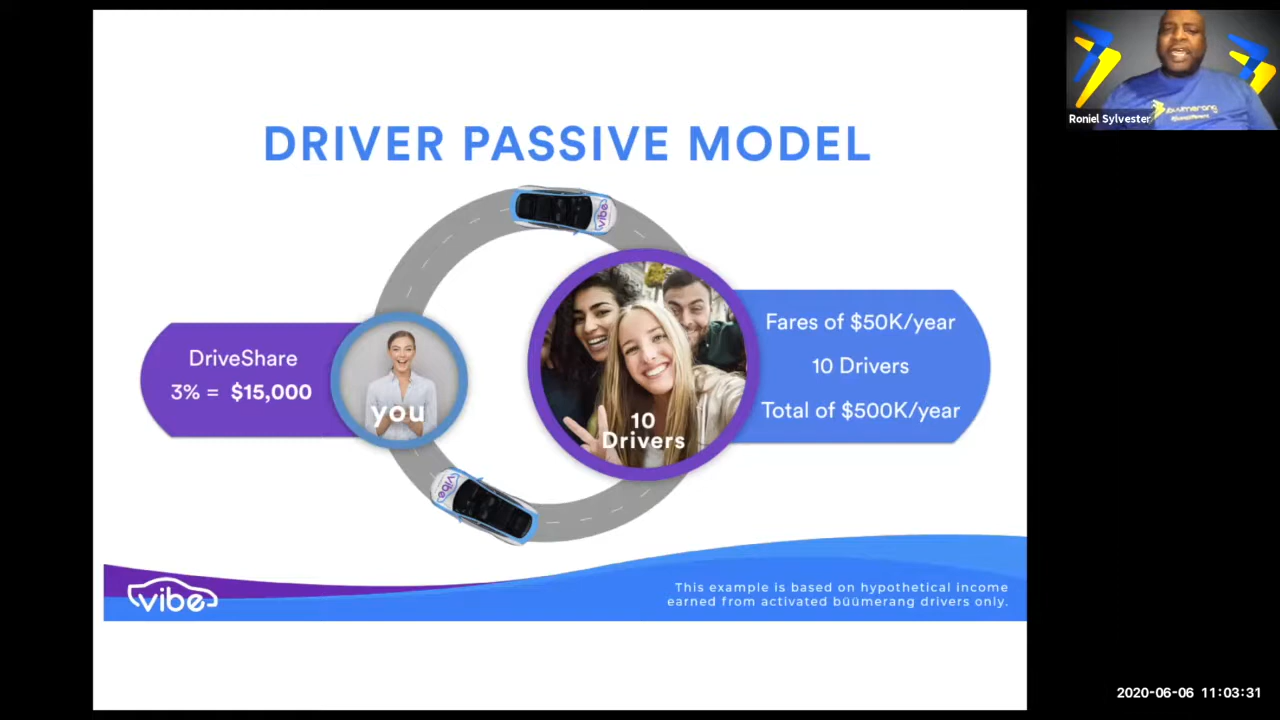 DRIVER PASSIVE MODEL
vibe
DriveShare
3% = $15,000
you
10
Drivers
Fares of $50K/year
10 Drivers
Total of $500K/year
vibe
vibe
This example is based on hypothetical income
earned from activated büümerang drivers only.
Roniel Sylvester
2020-06-06 11:03:31